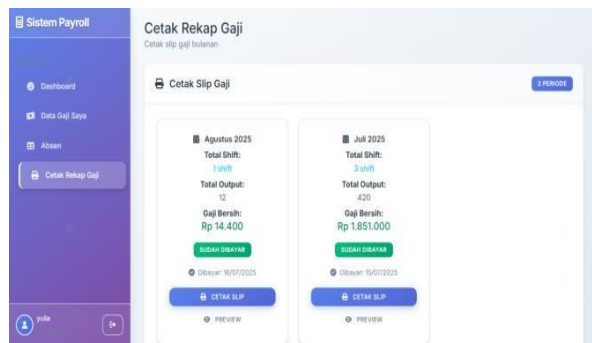 Sistem Payroll
Dashboard
Data Gaji Saya
Absen
Cetak Rekap Gaji
yulia
Cetak Rekap Gaji
Cetak slip gaji bulanan
Cetak Slip Gaji
2 PERIODE
Agustus 2025
Total Shift:
1 shift
Total Output:
12
Gaji Bersih:
Rp 14.400
SUDAH DIBAYAR
Dibayar: 16/07/2025
CETAK SLIP
PREVIEW
Juli 2025
Total Shift:
3 shift
Total Output:
420
Gaji Bersih:
Rp 1.851.000
SUDAH DIBAYAR
Dibayar: 15/07/2025
CETAK SLIP
PREVIEW